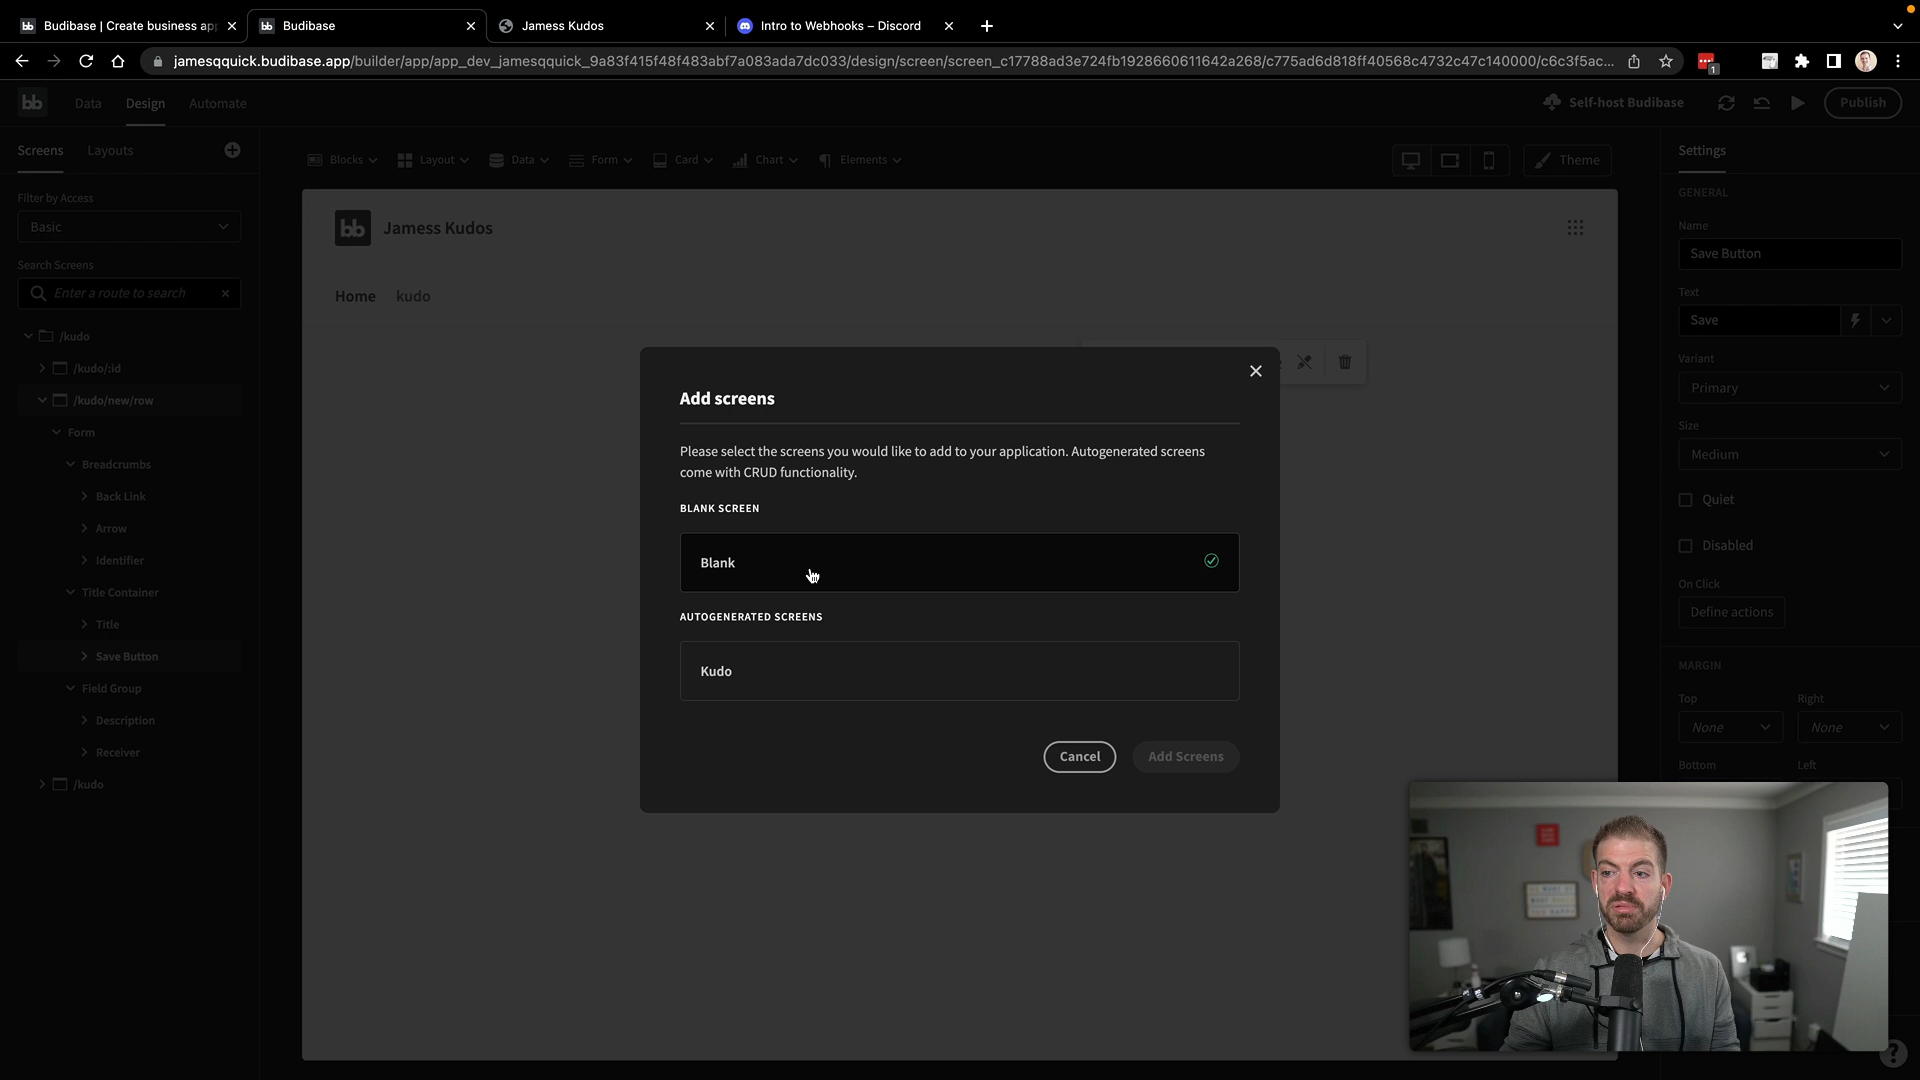 Budibase | Create business app
Budibase
Jamess Kudos
Intro to Webhooks – Discord
jamesqquick.budibase.app/builder/app/app_dev_jamesqquick_9a83f415f48f483abf7a083ada7dc033/design/screen/screen_c17788ad3e724fb1928660611642a268/c775ad6d818ff40568c4732c47c140000/c6c3f5ac...
1
bb
Data
Design
Automate
Self-host Budibase
Publish
Screens
Layouts
Blocks
Layout
Data
Form
Card
Chart
Elements
Theme
Settings
Filter by Access
Basic
Search Screens
Enter a route to search
/kudo
/kudo/:id
/kudo/new/row
Form
Breadcrumbs
Back Link
Arrow
Identifier
Title Container
Title
Save Button
Field Group
Description
Receiver
/kudo
bb
Jamess Kudos
Home
kudo
Add screens
Please select the screens you would like to add to your application. Autogenerated screens
come with CRUD functionality.
BLANK SCREEN
Blank
AUTOGENERATED SCREENS
Kudo
Cancel
Add Screens
GENERAL
Name
Save Button
Text
Save
Variant
Primary
Size
Medium
Quiet
Disabled
On Click
Define actions
MARGIN
Top
Right
None
None
Bottom
Left
?